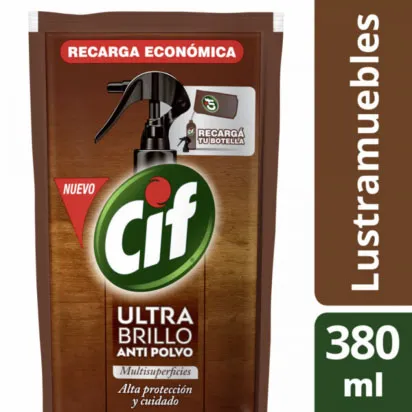 RECARGA ECONÓMICA
RECARGÁ
TU BOTELLA
NUEVO
Cif
ULTRA
BRILLO
ANTI POLVO
Multisuperficies
Alta protección
y cuidado
Lustramuebles
380
ml